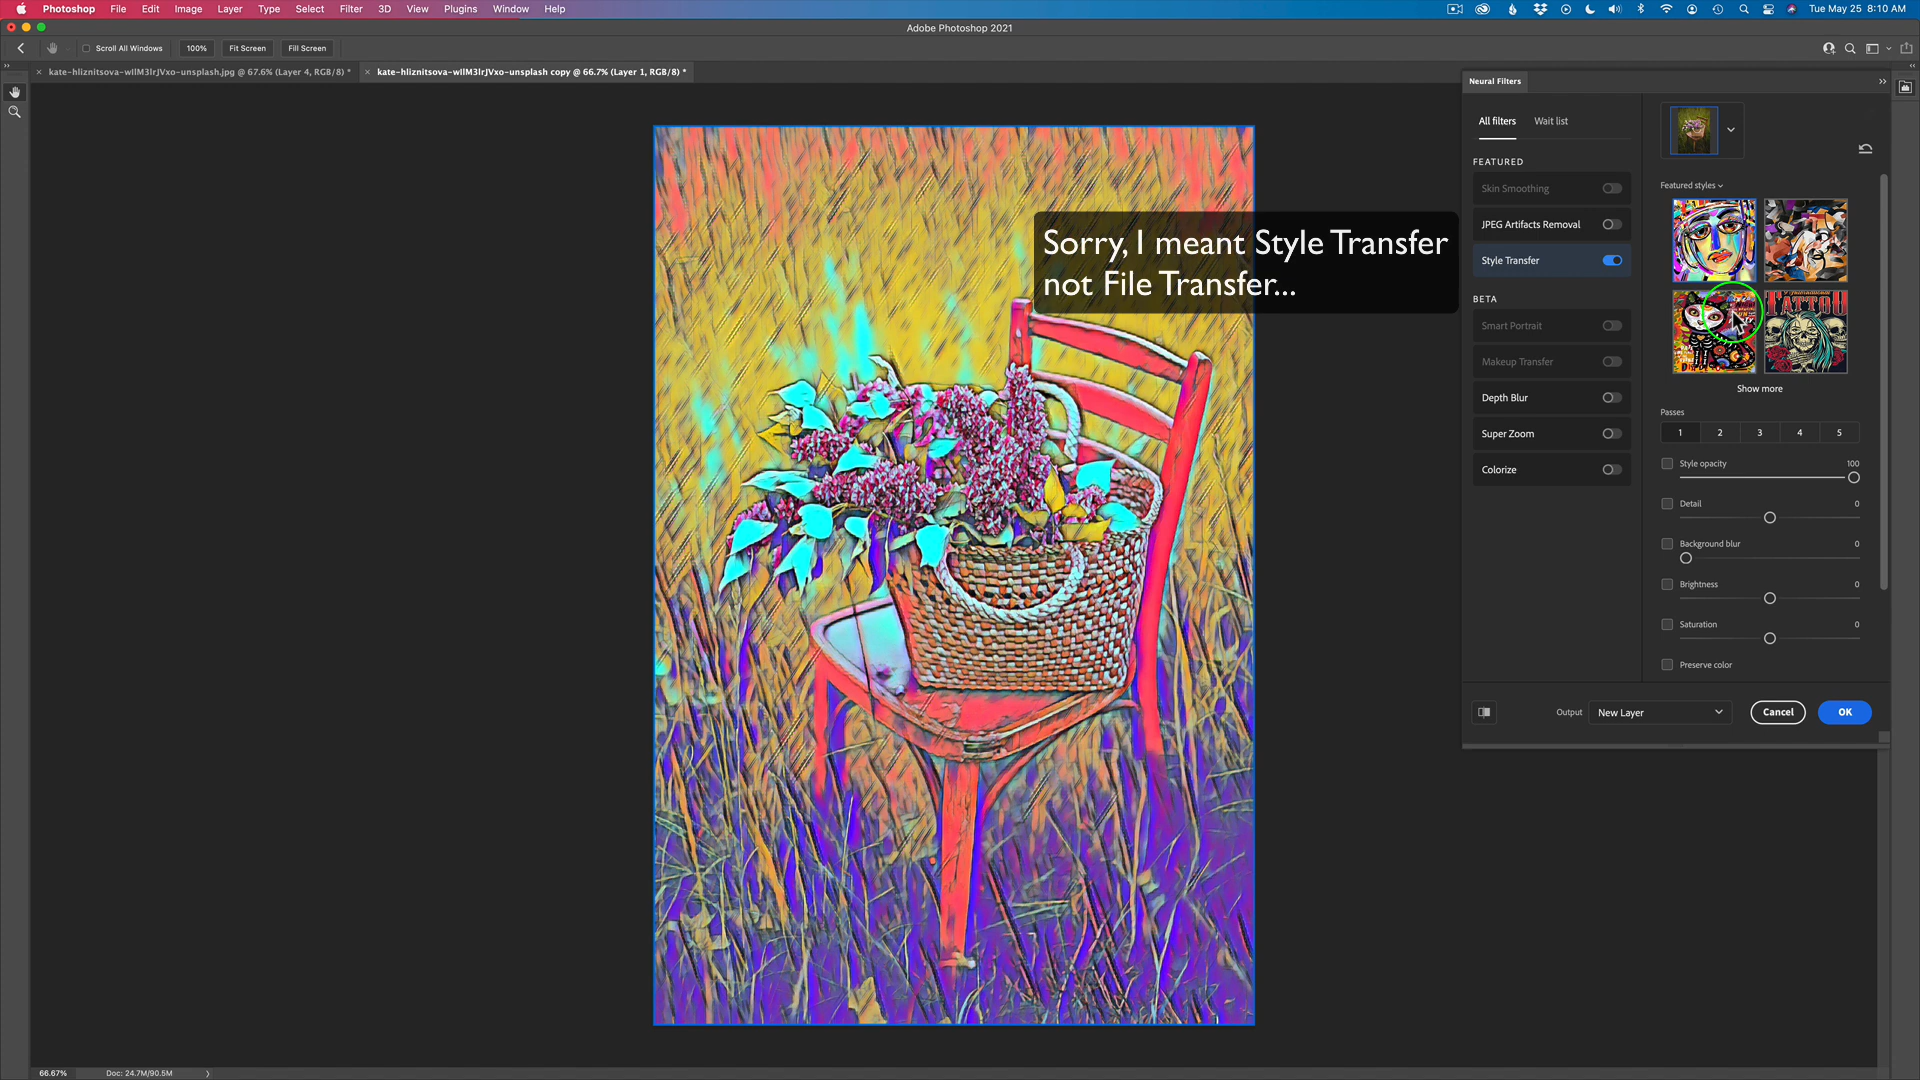 Photoshop File Edit Image Layer Type Select Filter 3D View Plugins Window Help Tue May 25 8:10 AM
Adobe Photoshop 2021
Scroll All Windows 100% Fit Screen Fill Screen
kate-hliznitsova-wIlM3lrJVxo-unsplash.jpg @ 67.6% (Layer 4, RGB/8) * kate-hliznitsova-wIlM3lrJVxo-unsplash copy @ 66.7% (Layer 1, RGB/8) *
Neural Filters
All filters Wait list
FEATURED
Skin Smoothing
JPEG Artifacts Removal
Style Transfer
BETA
Smart Portrait
Makeup Transfer
Depth Blur
Super Zoom
Colorize
Sorry, I meant Style Transfer
not File Transfer...
Featured styles
TATTOO
Show more
Passes
1 2 3 4 5
Style opacity 100
Detail 0
Background blur 0
Brightness 0
Saturation 0
Preserve color
Output New Layer Cancel OK
66.67% Doc: 24.7M/90.5M